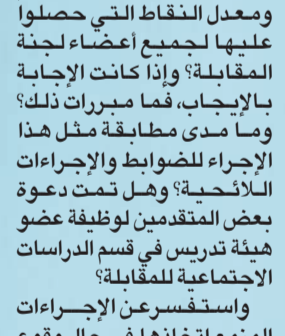 ومعدل النقاط التي حصلوا
عليها لجميع أعضاء لجنة
المقابلة؟ وإذا كانت الإجابة
بالإيجاب، فما مبررات ذلك؟
وما مدى مطابقة مثل هذا
الإجراء للضوابط والإجراءات
اللائحية؟ وهل تمت دعوة
بعض المتقدمين لوظيفة عضو
هيئة تدريس في قسم الدراسات
الاجتماعية للمقابلة؟
واستفسر عن الإجراءات